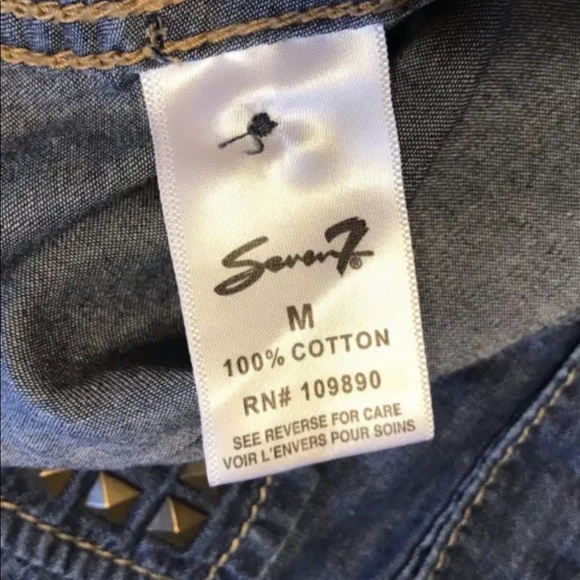 Seven7®
M
100% COTTON
RN# 109890
SEE REVERSE FOR CARE
VOIR L'ENVERS POUR SOINS